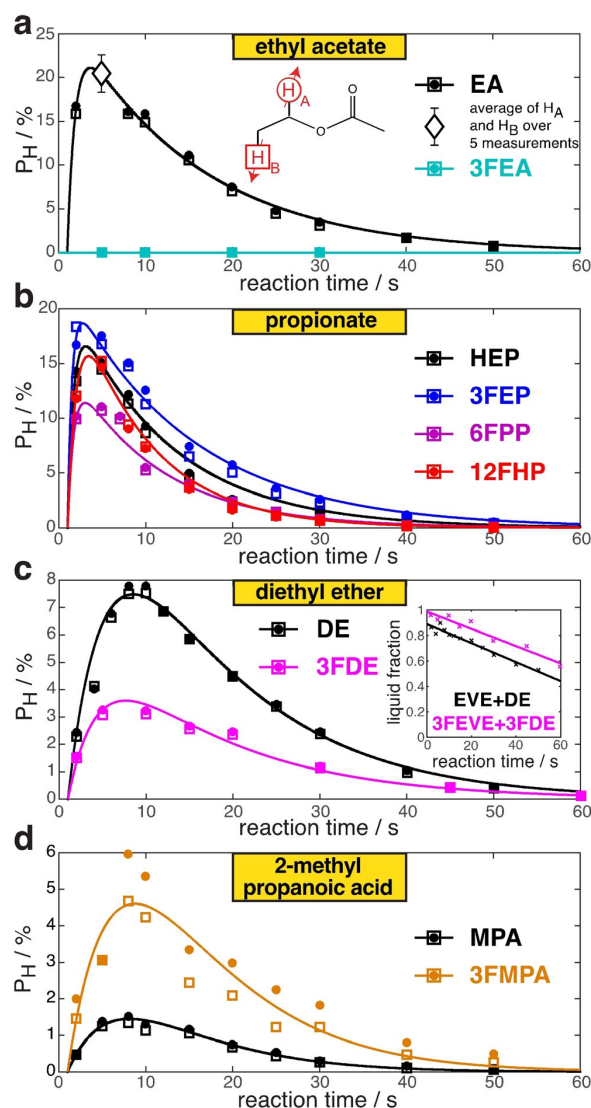 a
ethyl acetate
25
20
15
10
5
0
P_H / %
H_A
H_B
O
O
EA
average of H_A
and H_B over
5 measurements
3FEA
0 10 20 30 40 50 60
reaction time / s
b
propionate
20
15
10
5
0
P_H / %
HEP
3FEP
6FPP
12FHP
0 10 20 30 40 50 60
reaction time / s
c
diethyl ether
8
7
6
5
4
3
2
1
0
P_H / %
DE
3FDE
liquid fraction
1
0.8
0.6
0.4
0.2
0
EVE+DE
3FEVE+3FDE
0 20 40 60
reaction time / s
0 10 20 30 40 50 60
reaction time / s
d
2-methyl
propanoic acid
6
5
4
3
2
1
0
P_H / %
MPA
3FMPA
0 10 20 30 40 50 60
reaction time / s